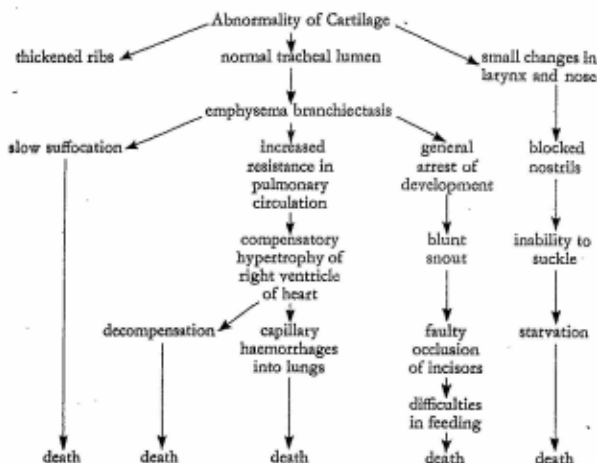 Abnormality of Cartilage
thickened ribs
normal tracheal lumen
small changes in
larynx and nose
emphysema branchiectasis
slow suffocation
increased
resistance in
pulmonary
circulation
general
arrest of
development
blocked
nostrils
compensatory
hypertrophy of
right ventricle
of heart
blunt
snout
inability to
suckle
decompensation
capillary
haemorrhages
into lungs
faulty
occlusion
of incisors
starvation
difficulties
in feeding
death
death
death
death
death